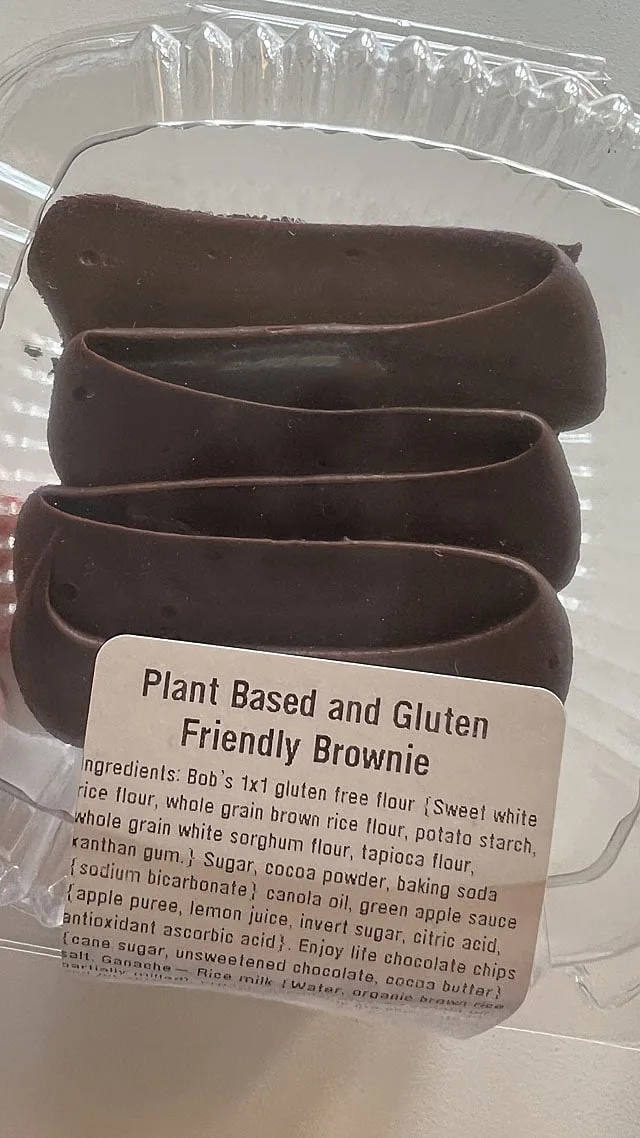 Plant Based and Gluten
Friendly Brownie
ngredients: Bob's 1x1 gluten free flour {Sweet white
rice flour, whole grain brown rice flour, potato starch,
whole grain white sorghum flour, tapioca flour,
xanthan gum.} Sugar, cocoa powder, baking soda
{sodium bicarbonate} canola oil, green apple sauce
{apple puree, lemon juice, invert sugar, citric acid,
antioxidant ascorbic acid}. Enjoy life chocolate chips
{cane sugar, unsweetened chocolate, cocoa butter}
salt, Ganache — Rice milk {Water, organic brown rice
partially milled}